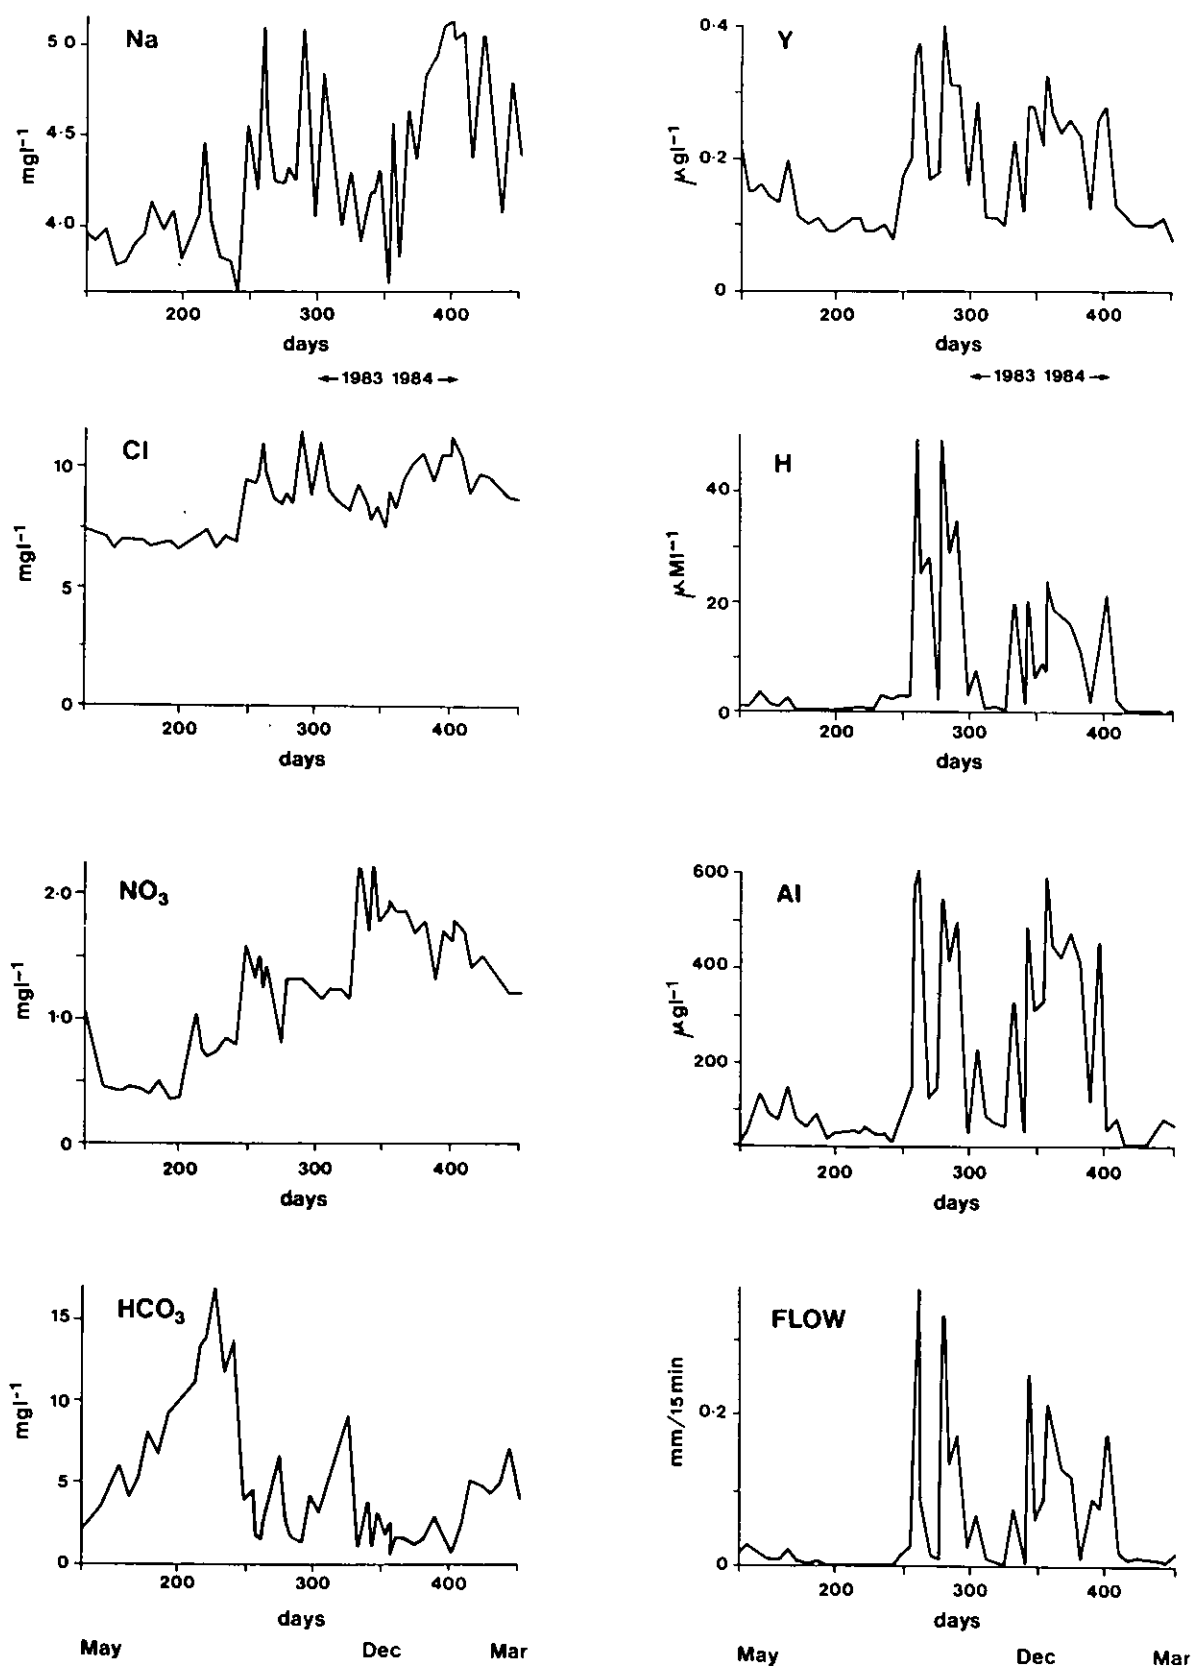 Na
5·0
4·5
4·0
mgl⁻¹
200 300 400
days
←1983 1984→
Y
0·4
0·2
0
μgl⁻¹
200 300 400
days
←1983 1984→
Cl
10
5
0
mgl⁻¹
200 300 400
days
H
40
20
0
μMl⁻¹
200 300 400
days
NO₃
2·0
1·0
0
mgl⁻¹
200 300 400
days
Al
600
400
200
μgl⁻¹
200 300 400
days
HCO₃
15
10
5
0
mgl⁻¹
200 300 400
days
May Dec Mar
FLOW
0·2
0
mm/15min
200 300 400
days
May Dec Mar